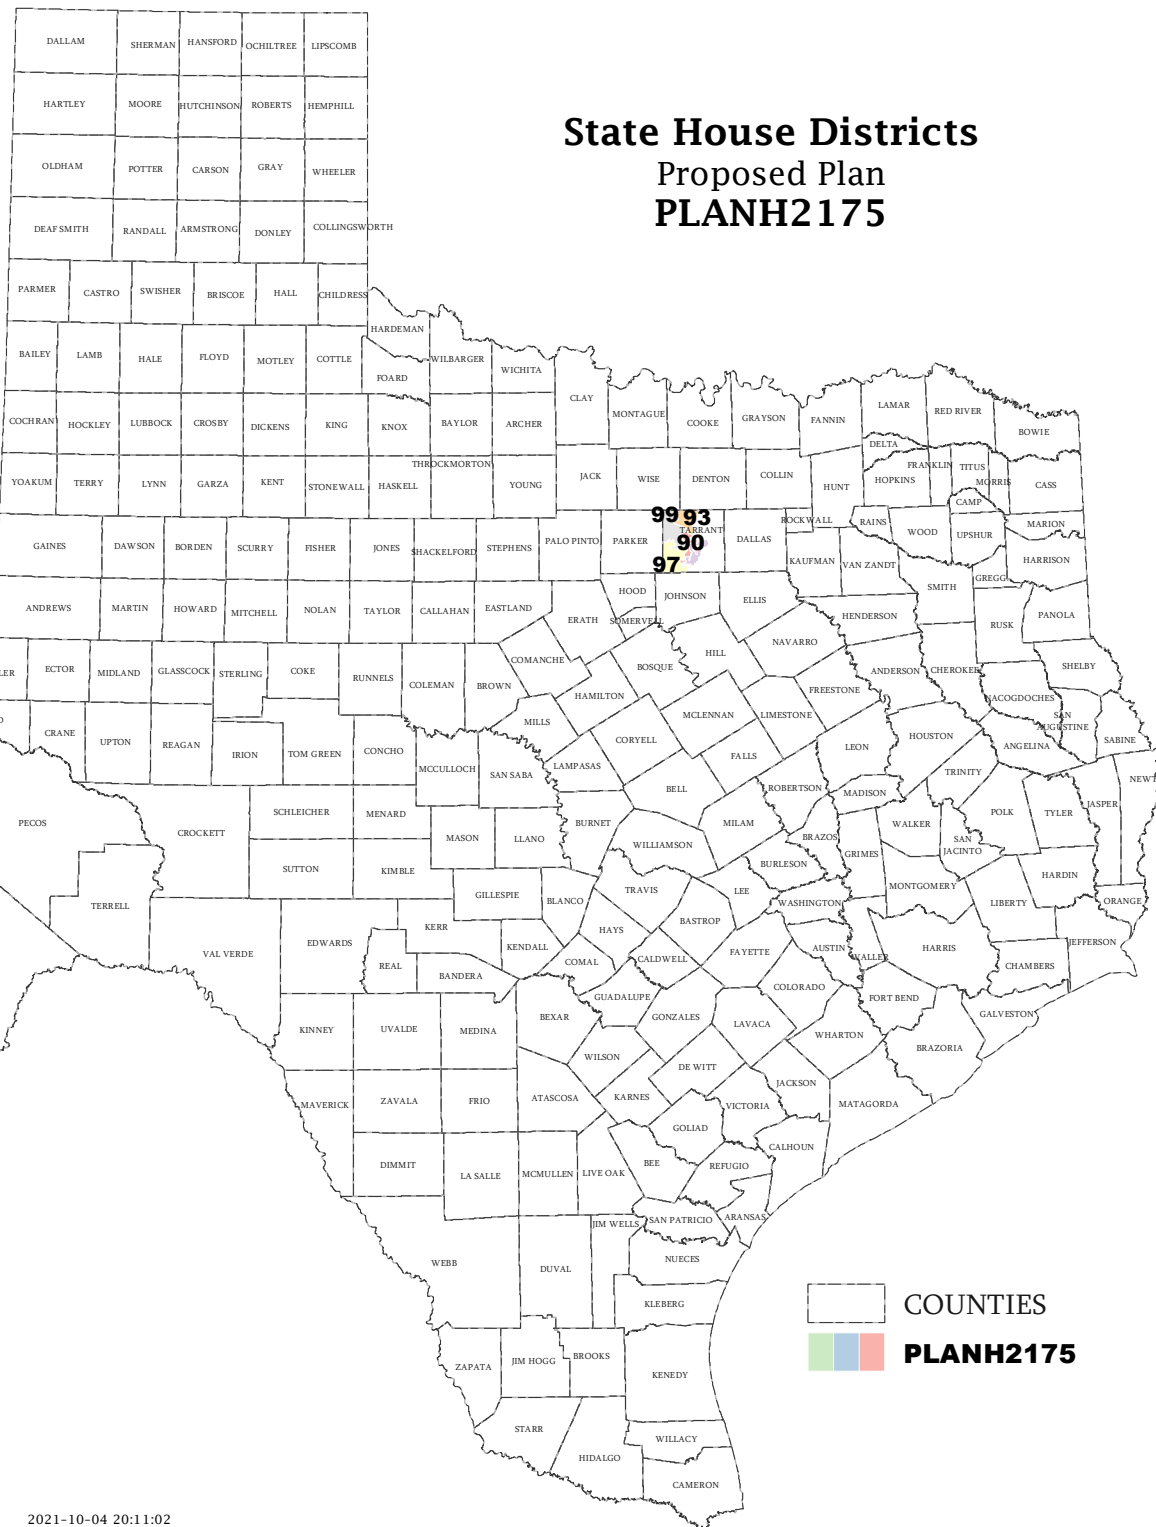 State House Districts
Proposed Plan
PLANH2175
DALLAM
SHERMAN
HANSFORD
OCHILTREE
LIPSCOMB
HARTLEY
MOORE
HUTCHINSON
ROBERTS
HEMPHILL
OLDHAM
POTTER
CARSON
GRAY
WHEELER
DEAF SMITH
RANDALL
ARMSTRONG
DONLEY
COLLINGSWORTH
PARMER
CASTRO
SWISHER
BRISCOE
HALL
CHILDRESS
HARDEMAN
BAILEY
LAMB
HALE
FLOYD
MOTLEY
COTTLE
FOARD
WILBARGER
WICHITA
CLAY
MONTAGUE
COOKE
GRAYSON
FANNIN
LAMAR
RED RIVER
BOWIE
COCHRAN
HOCKLEY
LUBBOCK
CROSBY
DICKENS
KING
KNOX
BAYLOR
ARCHER
DELTA
THROCKMORTON
YOAKUM
TERRY
LYNN
GARZA
KENT
STONEWALL
HASKELL
YOUNG
JACK
WISE
DENTON
COLLIN
HUNT
HOPKINS
FRANKLIN
TITUS
MORRIS
CASS
CAMP
99
93
TARRANT
90
97
GAINES
DAWSON
BORDEN
SCURRY
FISHER
JONES
SHACKELFORD
STEPHENS
PALO PINTO
PARKER
DALLAS
ROCKWALL
RAINS
WOOD
UPSHUR
MARION
KAUFMAN
VAN ZANDT
HARRISON
GREGG
SMITH
ANDREWS
MARTIN
HOWARD
MITCHELL
NOLAN
TAYLOR
CALLAHAN
EASTLAND
ERATH
HOOD
SOMERVELL
JOHNSON
ELLIS
HENDERSON
RUSK
PANOLA
NAVARRO
LER
ECTOR
MIDLAND
GLASSCOCK
STERLING
COKE
RUNNELS
COLEMAN
BROWN
COMANCHE
HAMILTON
BOSQUE
HILL
FREESTONE
ANDERSON
CHEROKEE
SHELBY
NACOGDOCHES
CRANE
UPTON
REAGAN
IRION
TOM GREEN
CONCHO
MCCULLOCH
SAN SABA
MILLS
LAMPASAS
CORYELL
MCLENNAN
LIMESTONE
FALLS
LEON
HOUSTON
ANGELINA
SAN
AUGUSTINE
SABINE
NEWT
PECOS
CROCKETT
SCHLEICHER
MENARD
MASON
LLANO
BURNET
BELL
MILAM
ROBERTSON
MADISON
TRINITY
POLK
TYLER
JASPER
WALKER
SAN
JACINTO
BRAZOS
GRIMES
WILLIAMSON
BURLESON
SUTTON
KIMBLE
TERRELL
VAL VERDE
EDWARDS
GILLESPIE
BLANCO
TRAVIS
LEE
WASHINGTON
MONTGOMERY
LIBERTY
HARDIN
ORANGE
KERR
KENDALL
HAYS
BASTROP
REAL
BANDERA
COMAL
CALDWELL
FAYETTE
AUSTIN
WALLER
HARRIS
CHAMBERS
JEFFERSON
KINNEY
UVALDE
MEDINA
BEXAR
GUADALUPE
GONZALES
LAVACA
COLORADO
FORT BEND
GALVESTON
WHARTON
BRAZORIA
WILSON
DE WITT
MAVERICK
ZAVALA
FRIO
ATASCOSA
KARNES
VICTORIA
JACKSON
MATAGORDA
GOLIAD
CALHOUN
DIMMIT
LA SALLE
MCMULLEN
LIVE OAK
BEE
REFUGIO
JIM WELLS
SAN PATRICIO
ARANSAS
WEBB
DUVAL
NUECES
KLEBERG
ZAPATA
JIM HOGG
BROOKS
KENEDY
STARR
HIDALGO
WILLACY
CAMERON
COUNTIES
PLANH2175
2021-10-04 20:11:02